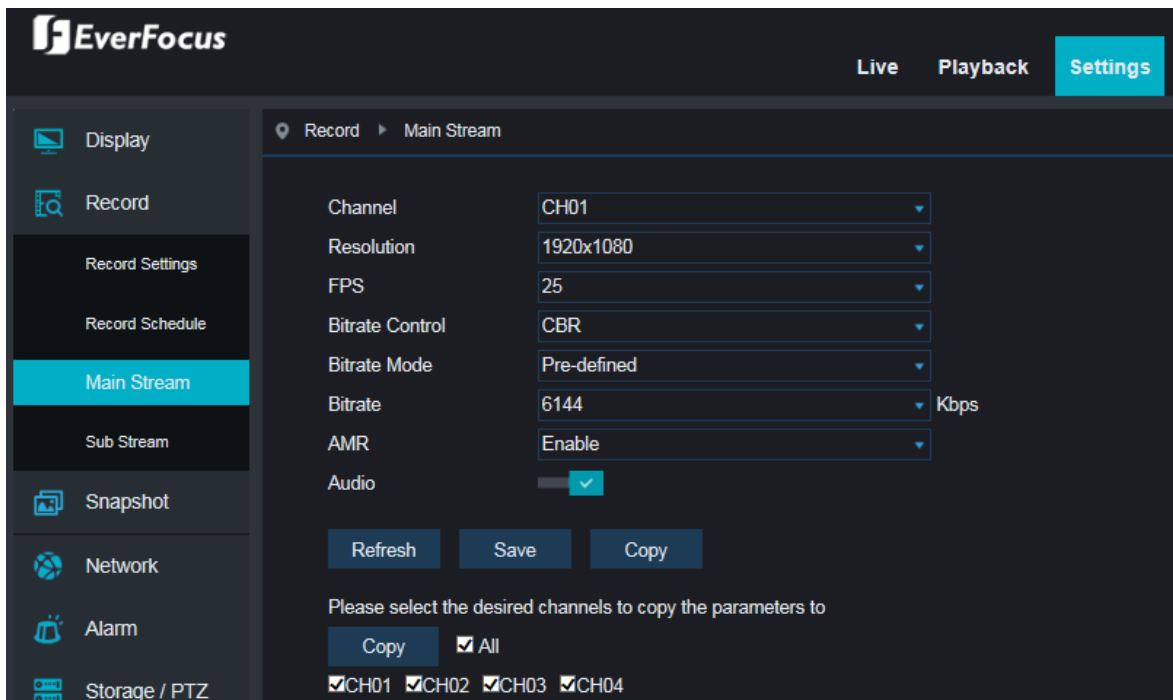 EverFocus
Live Playback Settings
Display
Record
Record Settings
Record Schedule
Main Stream
Sub Stream
Snapshot
Network
Alarm
Storage / PTZ
Record Main Stream
Channel CH01
Resolution 1920x1080
FPS 25
Bitrate Control CBR
Bitrate Mode Pre-defined
Bitrate 6144 Kbps
AMR Enable
Audio
Refresh Save Copy
Please select the desired channels to copy the parameters to
Copy All
CH01 CH02 CH03 CH04